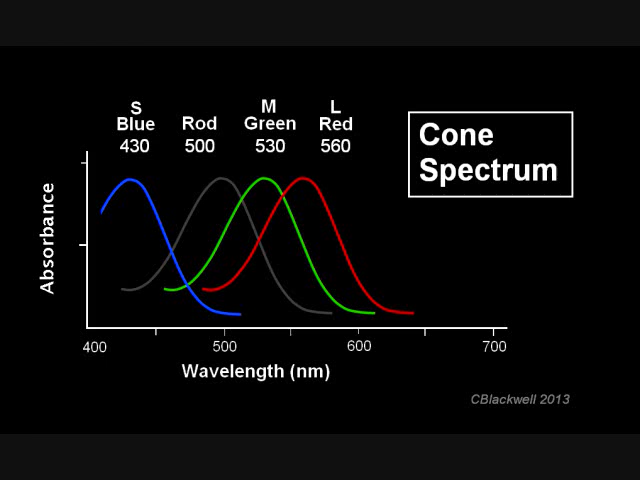 S
Blue
430
Rod
500
M
Green
530
L
Red
560
Cone
Spectrum
Absorbance
400
500
600
700
Wavelength (nm)
CBlackwell 2013